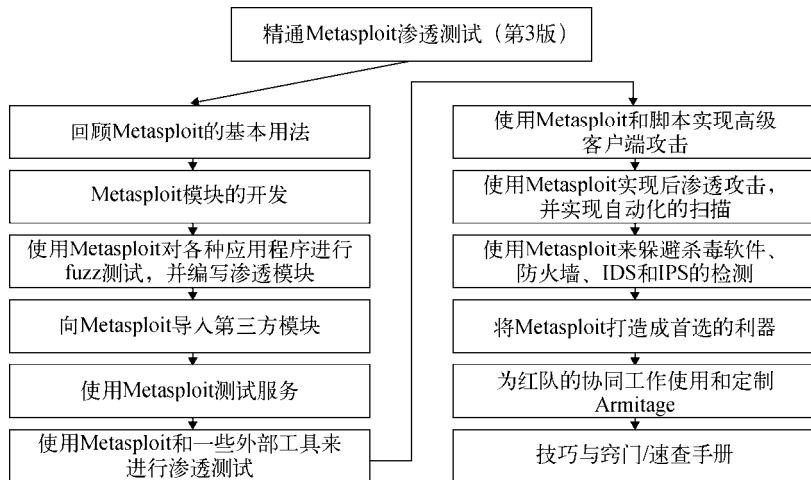 精通Metasploit渗透测试（第3版）
回顾Metasploit的基本用法
Metasploit模块的开发
使用Metasploit对各种应用程序进行
fuzz测试，并编写渗透模块
向Metasploit导入第三方模块
使用Metasploit测试服务
使用Metasploit和一些外部工具来
进行渗透测试
使用Metasploit和脚本实现高级
客户端攻击
使用Metasploit实现后渗透攻击，
并实现自动化的扫描
使用Metasploit来躲避杀毒软件、
防火墙、IDS和IPS的检测
将Metasploit打造成首选的利器
为红队的协同工作使用和定制
Armitage
技巧与窍门/速查手册